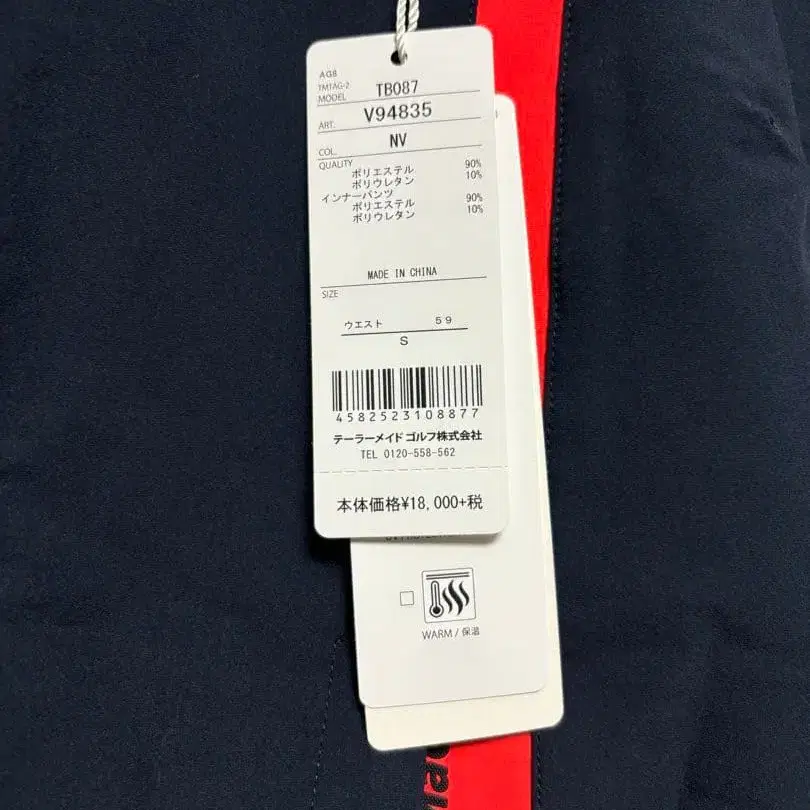 AG8
TM1AG-2
MODEL TB087
ART. V94835
COL. NV
QUALITY
ポリエステル 90%
ポリウレタン 10%
インナーパンツ
ポリエステル 90%
ポリウレタン 10%
MADE IN CHINA
SIZE
ウエスト 59
S
4582523108877
テーラーメイド ゴルフ株式会社
TEL 0120-558-562
本体価格¥18,000+税
WARM / 保温